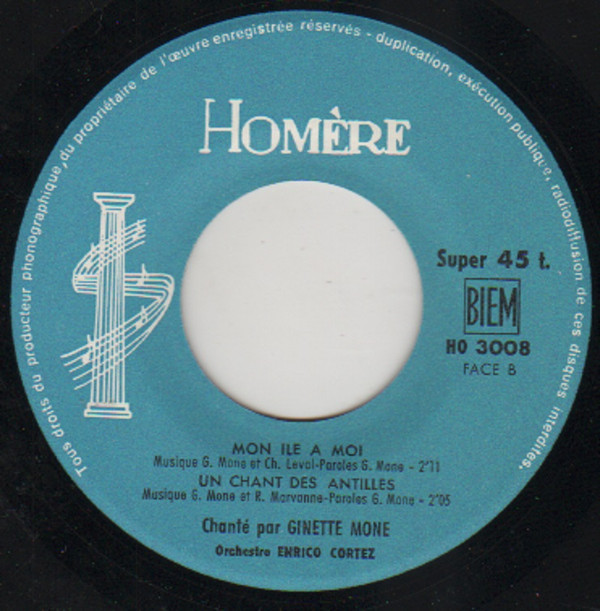 Tous droits du producteur phonographique, du propriétaire de l'œuvre enregistrée réservés - duplication, exécution publique, radiodiffusion de ces disques interdites.
HOMÈRE
Super 45 t.
BIEM
HO 3008
FACE B
MON ILE A MOI
Musique G. Mone et Ch. Leval-Paroles G. Mone - 2"11
UN CHANT DES ANTILLES
Musique G. Mone et R. Marvanne-Paroles G. Mone - 2"05
Chanté par GINETTE MONE
Orchestre ENRICO CORTEZ